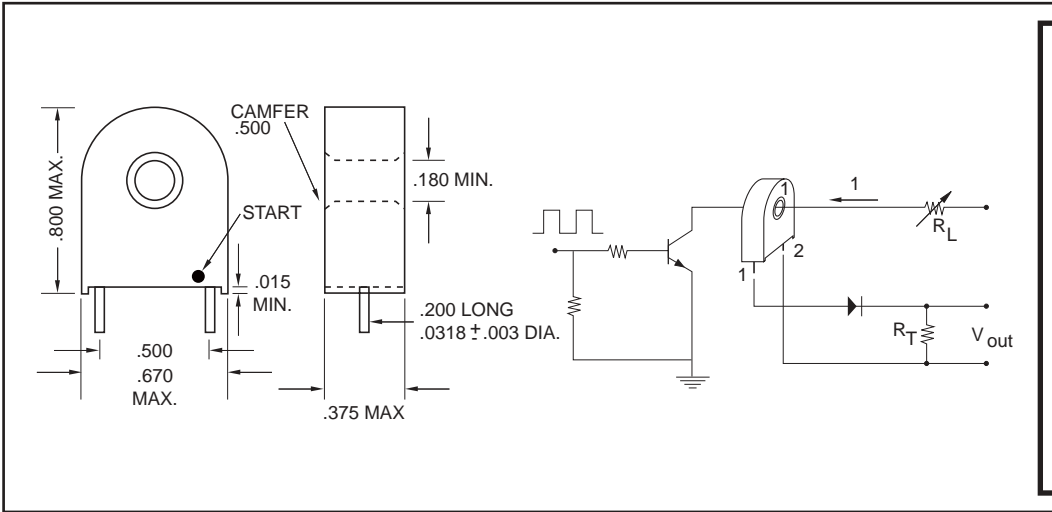 CAMFER
.500
.800 MAX.
.180 MIN.
START
.015
MIN.
.200 LONG
.0318 ± .003 DIA.
.500
.670
MAX.
.375 MAX
1
1
R L
2
1
R T
V out